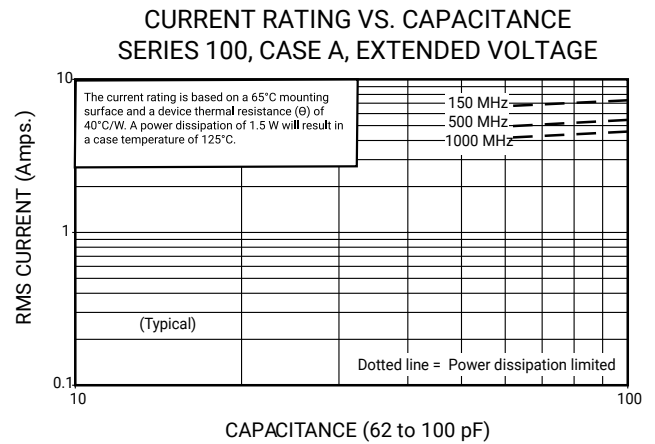 CURRENT RATING VS. CAPACITANCE
SERIES 100, CASE A, EXTENDED VOLTAGE
10
The current rating is based on a 65°C mounting
surface and a device thermal resistance (Θ) of
40°C/W. A power dissipation of 1.5 W will result in
a case temperature of 125°C.
150 MHz
500 MHz
1000 MHz
RMS CURRENT (Amps.)
1
(Typical)
Dotted line = Power dissipation limited
0.1
10
100
CAPACITANCE (62 to 100 pF)